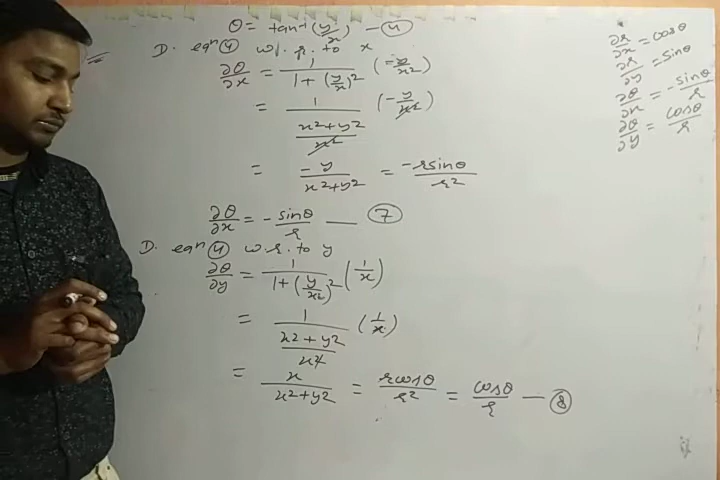 θ = tan⁻¹(y/x) — (4)
D. eqⁿ (4) w.r. to x
∂θ/∂x = 1/(1 + (y/x)²) (-y/x²)
= 1/((x²+y²)/x²) (-y/x²)
= -y/(x²+y²) = -r sinθ/r²
∂θ/∂x = - sinθ/r — (7)
D. eqⁿ (4) w.r. to y
∂θ/∂y = 1/(1 + (y/x²)²) (1/x)
= 1/((x² + y²)/x²) (1/x)
= x/(x²+y²) = r cosθ/r² = cosθ/r — (8)
∂r/∂x = cosθ
∂r/∂y = sinθ
∂θ/∂x = - sinθ/r
∂θ/∂y = cosθ/r